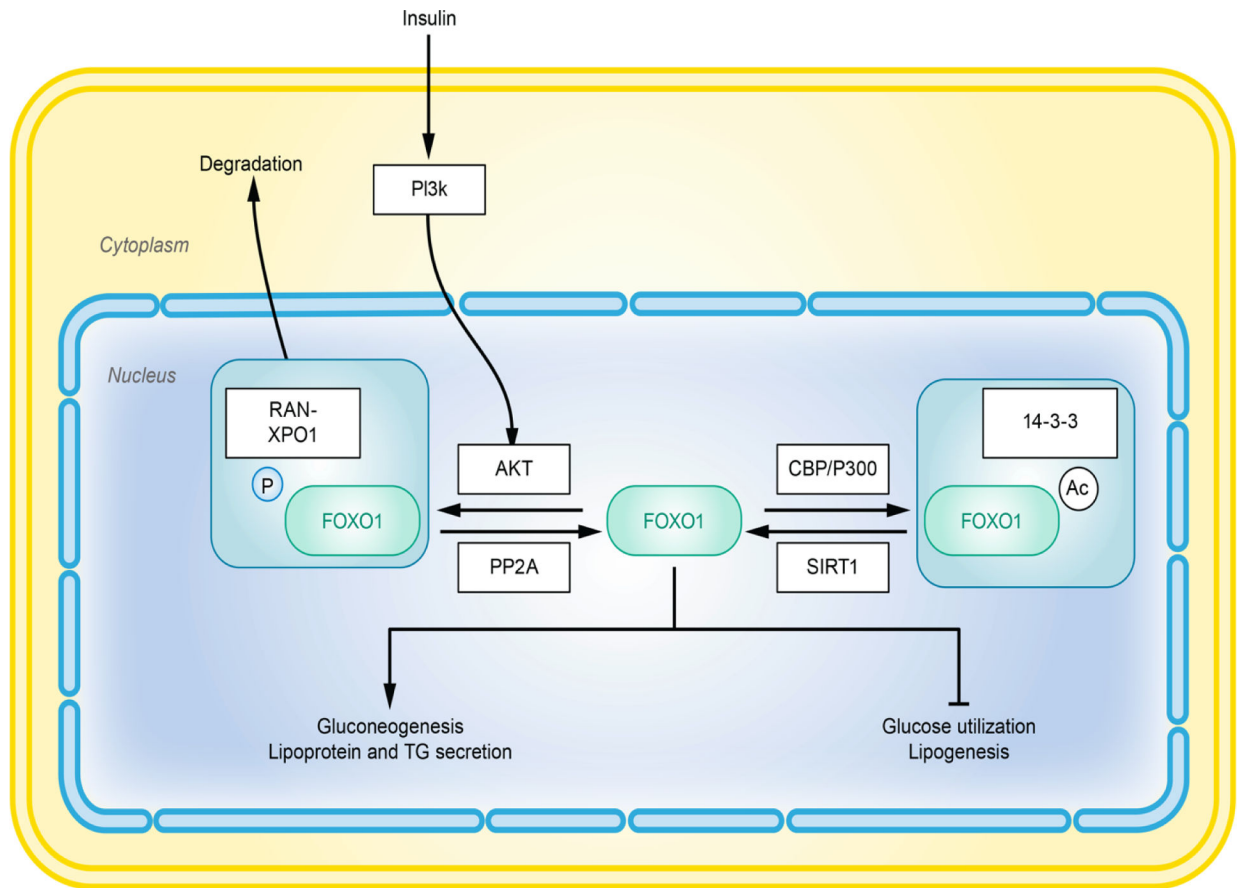 Insulin
Degradation
PI3k
Cytoplasm
Nucleus
RAN-
XPO1
14-3-3
P
AKT
CBP/P300
Ac
FOXO1
FOXO1
FOXO1
PP2A
SIRT1
Gluconeogenesis
Lipoprotein and TG secretion
Glucose utilization
Lipogenesis